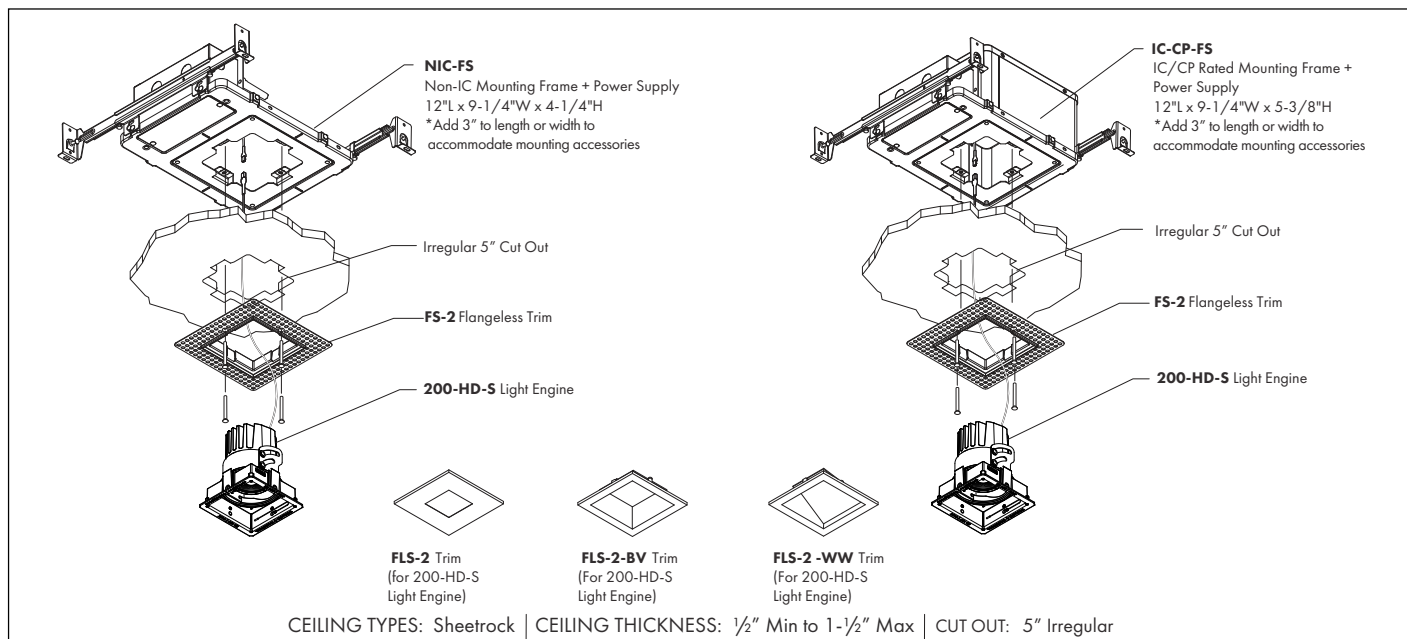 NIC-FS
Non-IC Mounting Frame + Power Supply
12"L x 9-1/4"W x 4-1/4"H
*Add 3” to length or width to
accommodate mounting accessories
Irregular 5” Cut Out
FS-2 Flangeless Trim
200-HD-S Light Engine
IC-CP-FS
IC/CP Rated Mounting Frame +
Power Supply
12"L x 9-1/4"W x 5-3/8"H
*Add 3” to length or width to
accommodate mounting accessories
Irregular 5” Cut Out
FS-2 Flangeless Trim
200-HD-S Light Engine
FLS-2 Trim
(for 200-HD-S
Light Engine)
FLS-2-BV Trim
(For 200-HD-S
Light Engine)
FLS-2 -WW Trim
(For 200-HD-S
Light Engine)
CEILING TYPES: Sheetrock | CEILING THICKNESS: ½” Min to 1-½” Max | CUT OUT: 5” Irregular